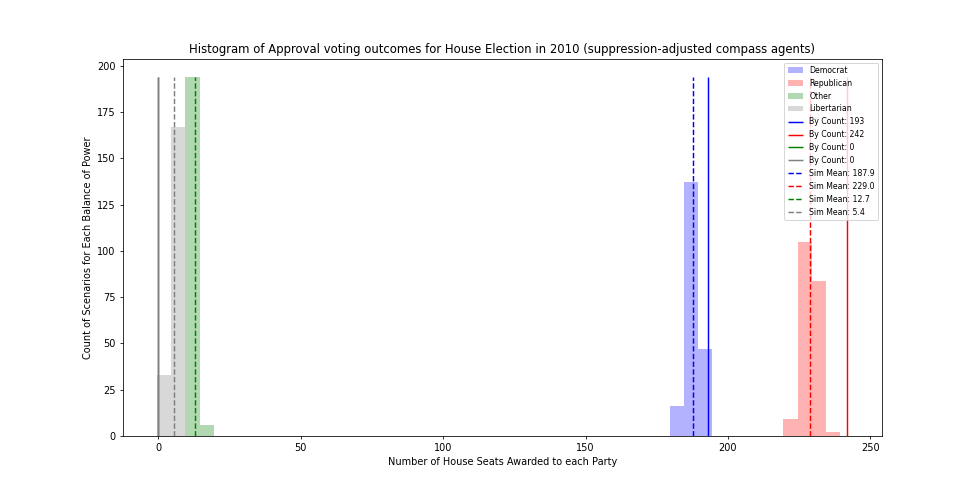 Histogram of Approval voting outcomes for House Election in 2010 (suppression-adjusted compass agents)
Count of Scenarios for Each Balance of Power
200
175
150
125
100
75
50
25
0
Democrat
Republican
Other
Libertarian
By Count: 193
By Count: 242
By Count: 0
By Count: 0
Sim Mean: 187.9
Sim Mean: 229.0
Sim Mean: 12.7
Sim Mean: 5.4
0
50
100
150
200
250
Number of House Seats Awarded to each Party